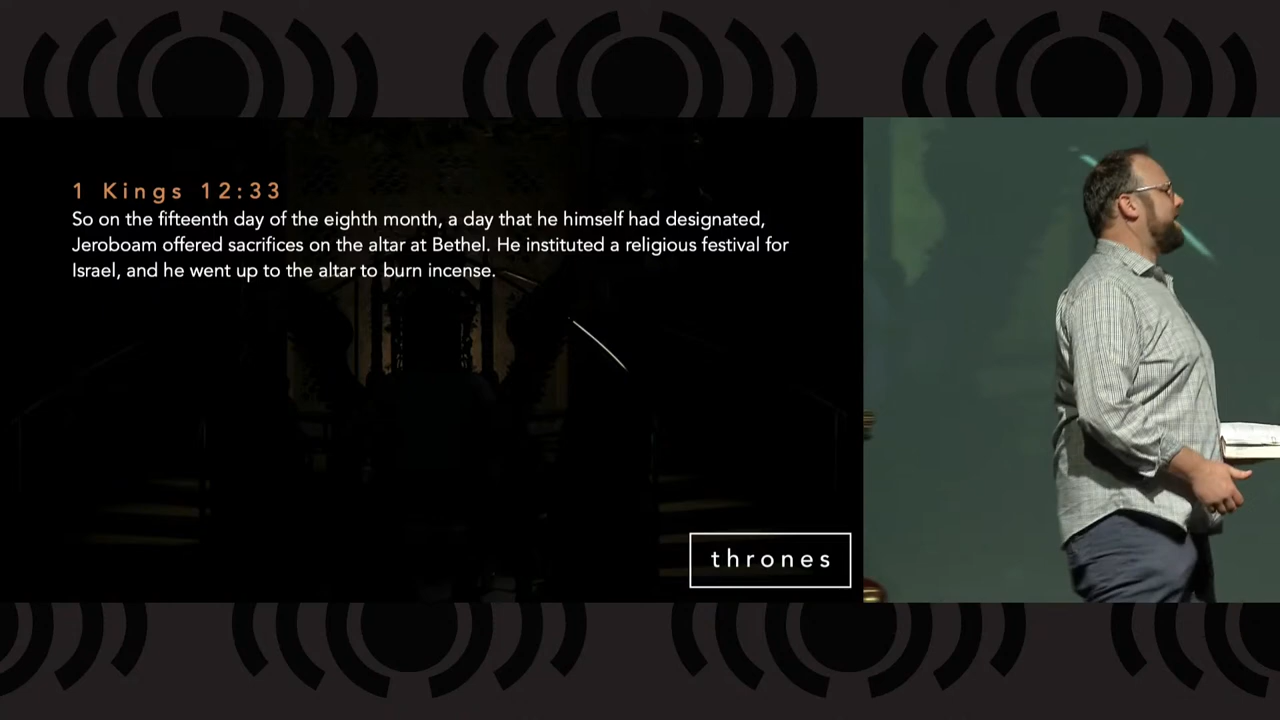 1 Kings 12:33
So on the fifteenth day of the eighth month, a day that he himself had designated,
Jeroboam offered sacrifices on the altar at Bethel. He instituted a religious festival for
Israel, and he went up to the altar to burn incense.
thrones